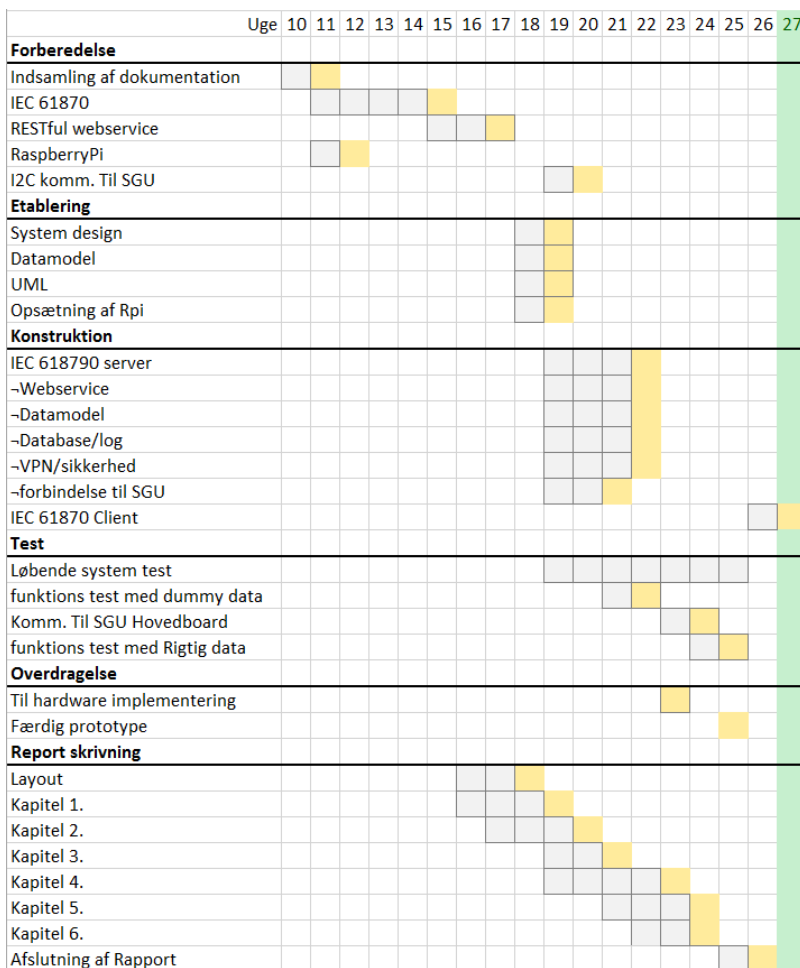 Uge 10 11 12 13 14 15 16 17 18 19 20 21 22 23 24 25 26 27
Forberedelse
Indsamling af dokumentation
IEC 61870
RESTful webservice
RaspberryPi
I2C komm. Til SGU
Etablering
System design
Datamodel
UML
Opsætning af Rpi
Konstruktion
IEC 618790 server
¬Webservice
¬Datamodel
¬Database/log
¬VPN/sikkerhed
¬forbindelse til SGU
IEC 61870 Client
Test
Løbende system test
funktions test med dummy data
Komm. Til SGU Hovedboard
funktions test med Rigtig data
Overdragelse
Til hardware implementering
Færdig prototype
Report skrivning
Layout
Kapitel 1.
Kapitel 2.
Kapitel 3.
Kapitel 4.
Kapitel 5.
Kapitel 6.
Afslutning af Rapport